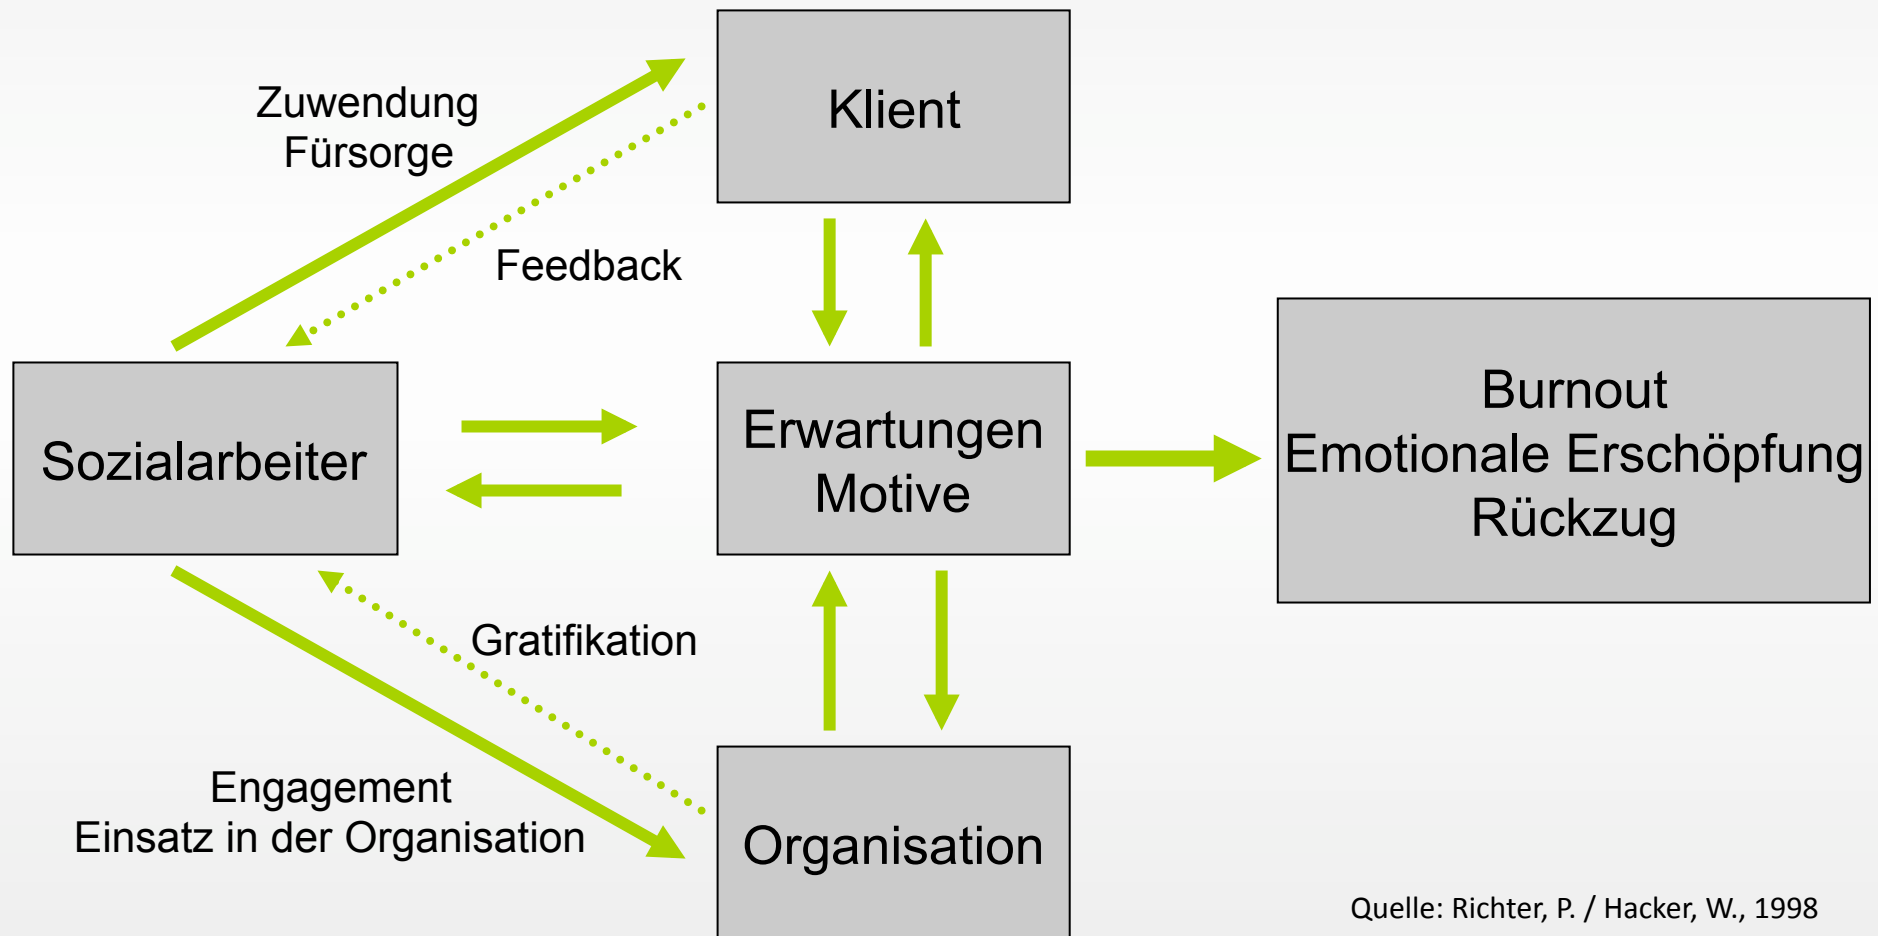 Klient
Zuwendung
Fürsorge
Feedback
Sozialarbeiter
Erwartungen
Motive
Burnout
Emotionale Erschöpfung
Rückzug
Gratifikation
Engagement
Einsatz in der Organisation
Organisation
Quelle: Richter, P. / Hacker, W., 1998